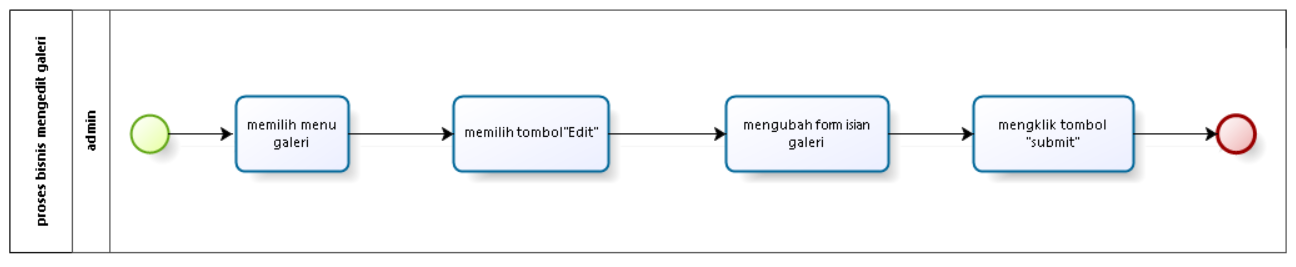 proses bisnis mengedit galeri
admin
memilih menu
galeri
memilih tombol"Edit"
mengubah form isian
galeri
mengklik tombol
"submit"